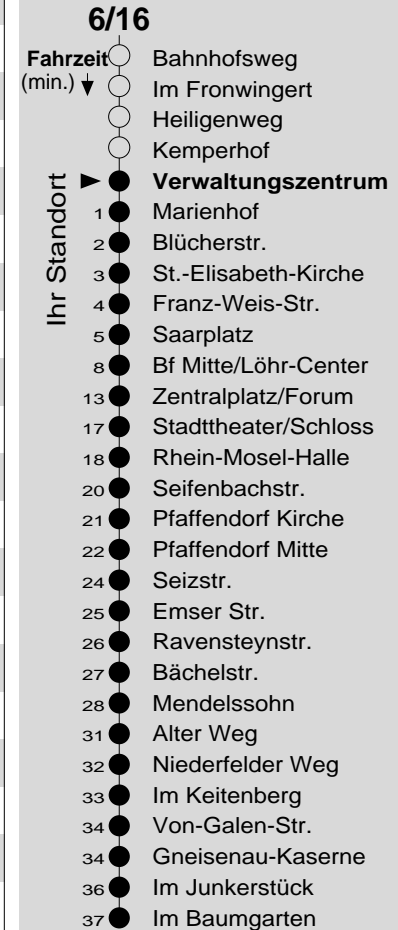 6/16
Fahrzeit Bahnhofsweg
(min.) Im Fronwingert
Heiligenweg
Kemperhof
Ihr Standort
Verwaltungszentrum
1 Marienhof
2 Blücherstr.
3 St.-Elisabeth-Kirche
4 Franz-Weis-Str.
5 Saarplatz
8 Bf Mitte/Löhr-Center
13 Zentralplatz/Forum
17 Stadttheater/Schloss
18 Rhein-Mosel-Halle
20 Seifenbachstr.
21 Pfaffendorf Kirche
22 Pfaffendorf Mitte
24 Seizstr.
25 Emser Str.
26 Ravensteynstr.
27 Bächelstr.
28 Mendelssohn
31 Alter Weg
32 Niederfelder Weg
33 Im Keitenberg
34 Von-Galen-Str.
34 Gneisenau-Kaserne
36 Im Junkerstück
37 Im Baumgarten